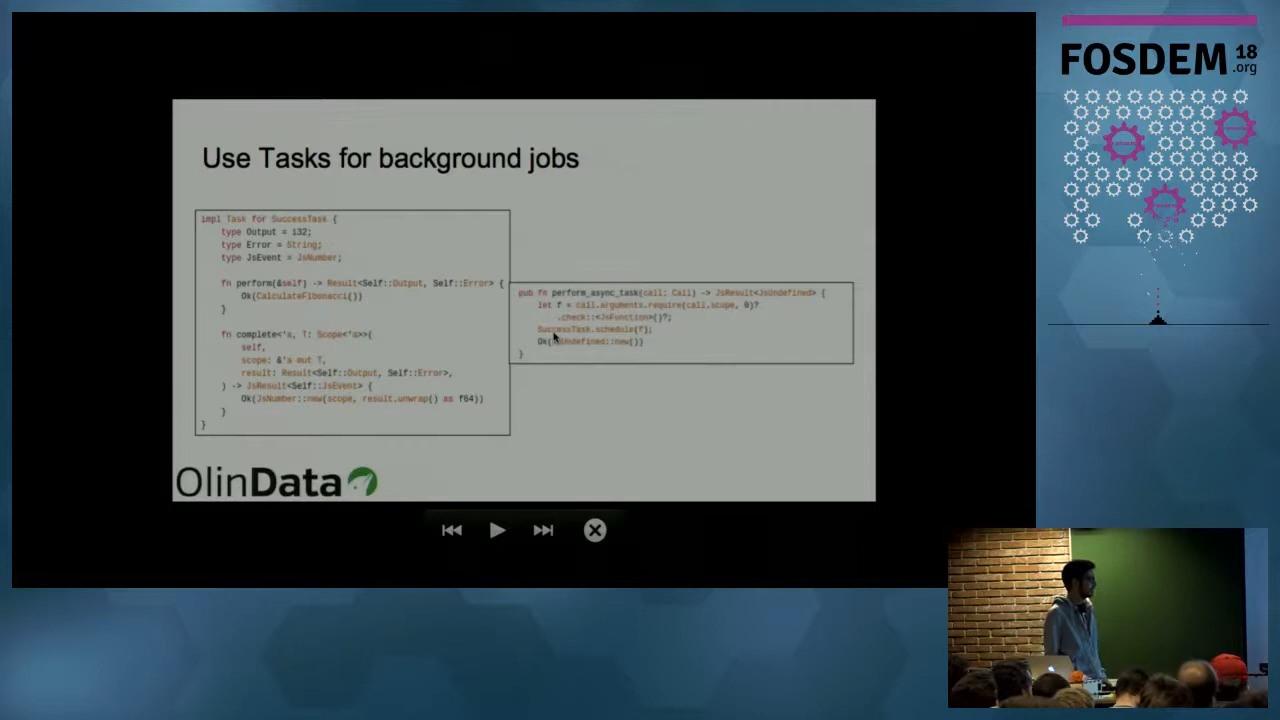 FOSDEM 18
.org
Use Tasks for background jobs
impl Task for SuccessTask {
type Output = i32;
type Error = String;
type JsEvent = JsNumber;
fn perform(&self) -> Result<Self::Output, Self::Error> {
Ok(CalculateFibonacci())
}
fn complete<'a, T: Scope<'a>>(
self,
scope: &'a mut T,
result: Result<Self::Output, Self::Error>,
) -> JsResult<Self::JsEvent> {
Ok(JsNumber::new(scope, result.unwrap() as f64))
}
}
pub fn perform_async_task(call: Call) -> JsResult<JsUndefined> {
let f = call.arguments.require(call.scope, 0)?
.check::<JsFunction>()?;
SuccessTask.schedule(f);
Ok(JsUndefined::new())
}
OlinData